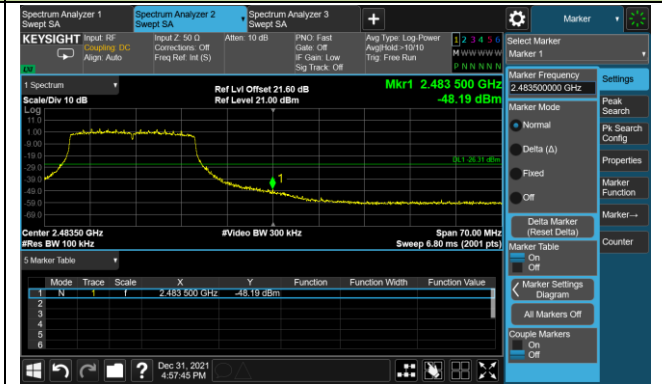 Spectrum Analyzer 1
Swept SA
Spectrum Analyzer 2
Swept SA
Spectrum Analyzer 3
Swept SA
+
Marker
KEYSIGHT
Input: RF
Coupling: DC
Align: Auto
Input Z: 50 Ω
Corrections: Off
Freq Ref: Int (S)
Atten: 10 dB
PNO: Fast
Gate: Off
IF Gain: Low
Sig Track: Off
Avg Type: Log-Power
Avg|Hold:>10/10
Trig: Free Run
1 2 3 4 5 6
M W W W W W
P N N N N N
Select Marker
Marker 1
1 Spectrum
Scale/Div 10 dB
Log
Ref Lvl Offset 21.60 dB
Ref Level 21.00 dBm
Mkr1 2.483 500 GHz
-48.19 dBm
11.0
1.00
-9.00
-19.0
-29.0
-39.0
-49.0
-59.0
-69.0
DL1 -26.31 dBm
1
Center 2.48350 GHz
#Res BW 100 kHz
#Video BW 300 kHz
Span 70.00 MHz
Sweep 6.80 ms (2001 pts)
5 Marker Table
Mode Trace Scale X Y Function Function Width Function Value
1 N 1 f 2.483 500 GHz -48.19 dBm
2
3
4
5
6
Marker Frequency
2.483500000 GHz
Marker Mode
Normal
Delta (Δ)
Fixed
Off
Delta Marker
(Reset Delta)
Marker Table
On
Off
Marker Settings
Diagram
All Markers Off
Couple Markers
On
Off
Settings
Peak
Search
Pk Search
Config
Properties
Marker
Function
Marker→
Counter
?
Dec 31, 2021
4:57:45 PM